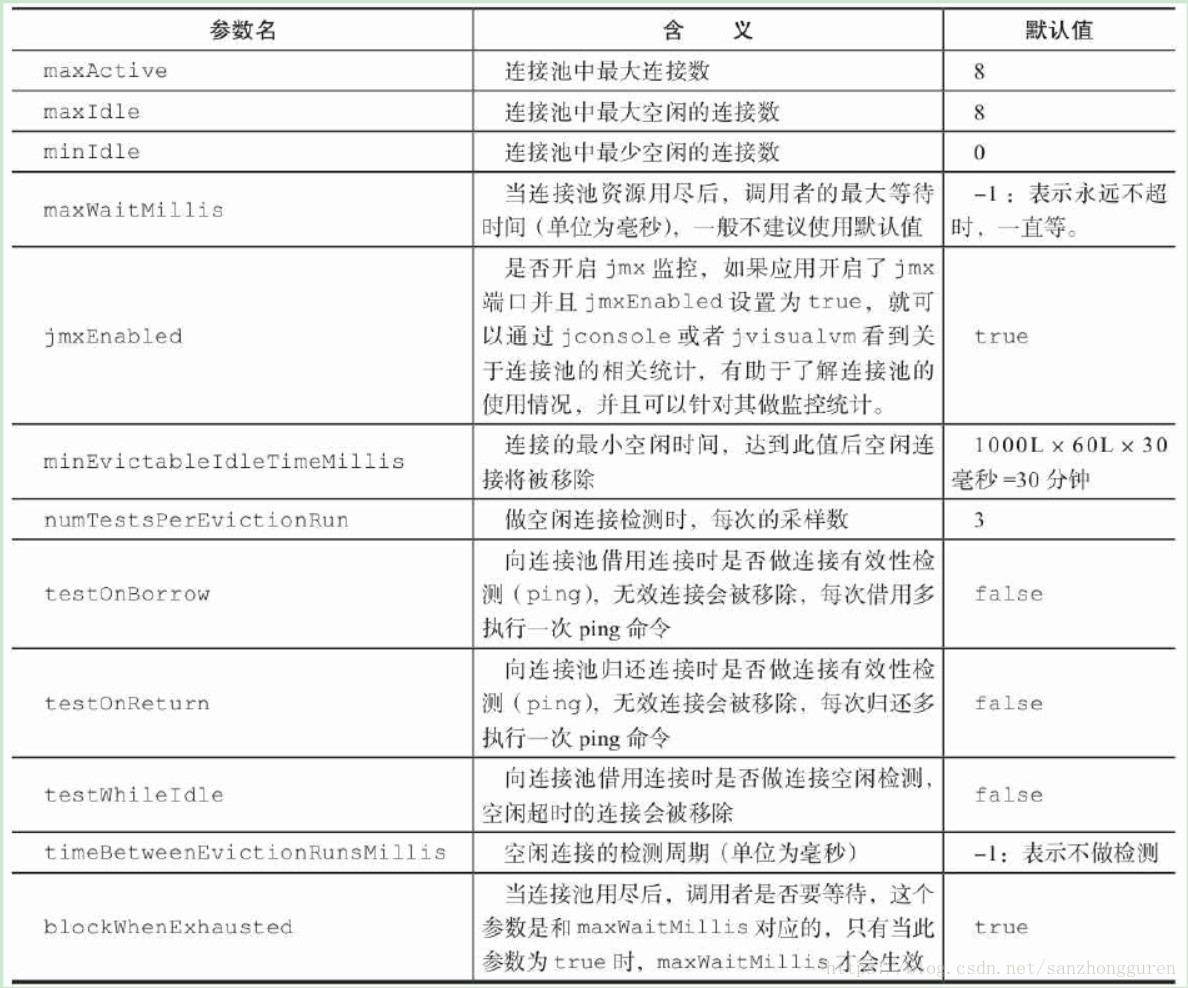 参数名 含 义 默认值
maxActive 连接池中最大连接数 8
maxIdle 连接池中最大空闲的连接数 8
minIdle 连接池中最少空闲的连接数 0
maxWaitMillis
当连接池资源用尽后，调用者的最大等待
时间（单位为毫秒），一般不建议使用默认值
-1：表示永远不超
时，一直等。
jmxEnabled
是否开启 jmx 监控，如果应用开启了 jmx
端口并且 jmxEnabled 设置为 true，就可
以通过 jconsole 或者 jvisualvm 看到关
于连接池的相关统计，有助于了解连接池的
使用情况，并且可以针对其做监控统计。
true
minEvictableIdleTimeMillis
连接的最小空闲时间，达到此值后空闲连
接将被移除
1000L × 60L × 30
毫秒 =30 分钟
numTestsPerEvictionRun 做空闲连接检测时，每次的采样数 3
testOnBorrow
向连接池借用连接时是否做连接有效性检
测（ping），无效连接会被移除，每次借用多
执行一次 ping 命令
false
testOnReturn
向连接池归还连接时是否做连接有效性检
测（ping），无效连接会被移除，每次归还多
执行一次 ping 命令
false
testWhileIdle
向连接池借用连接时是否做连接空闲检测，
空闲超时的连接会被移除
false
timeBetweenEvictionRunsMillis 空闲连接的检测周期（单位为毫秒） -1：表示不做检测
blockWhenExhausted
当连接池用尽后，调用者是否要等待，这个
参数是和 maxWaitMillis 对应的，只有当此
参数为 true 时，maxWaitMillis 才会生效
true
https://blog.csdn.net/sanzhongguren